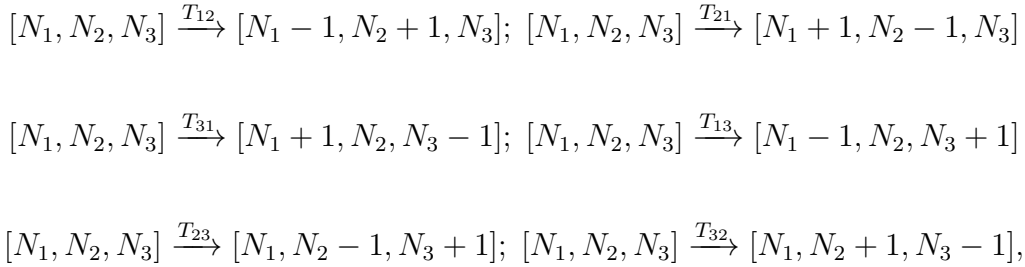 $[N_1, N_2, N_3] \xrightarrow{T_{12}} [N_1 - 1, N_2 + 1, N_3];\ [N_1, N_2, N_3] \xrightarrow{T_{21}} [N_1 + 1, N_2 - 1, N_3]$
$[N_1, N_2, N_3] \xrightarrow{T_{31}} [N_1 + 1, N_2, N_3 - 1];\ [N_1, N_2, N_3] \xrightarrow{T_{13}} [N_1 - 1, N_2, N_3 + 1]$
$[N_1, N_2, N_3] \xrightarrow{T_{23}} [N_1, N_2 - 1, N_3 + 1];\ [N_1, N_2, N_3] \xrightarrow{T_{32}} [N_1, N_2 + 1, N_3 - 1],$